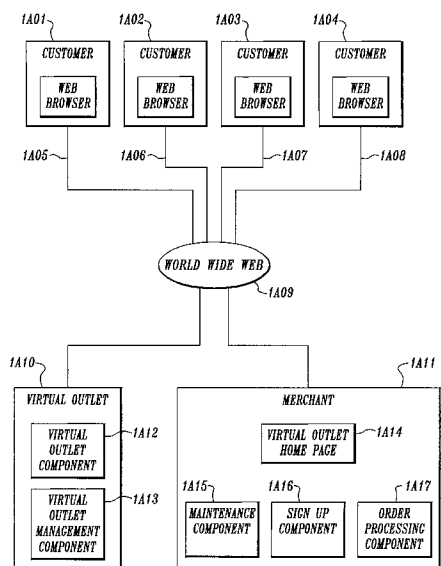 1A01
1A02
1A03
1A04
CUSTOMER
CUSTOMER
CUSTOMER
CUSTOMER
WEB
BROWSER
WEB
BROWSER
WEB
BROWSER
WEB
BROWSER
1A05
1A06
1A07
1A08
WORLD WIDE WEB
1A09
1A10
1A11
VIRTUAL OUTLET
MERCHANT
1A12
VIRTUAL
OUTLET
COMPONENT
1A13
VIRTUAL
OUTLET
MANAGEMENT
COMPONENT
1A14
VIRTUAL OUTLET
HOME PAGE
1A15
1A16
1A17
MAINTENANCE
COMPONENT
SIGN UP
COMPONENT
ORDER
PROCESSING
COMPONENT